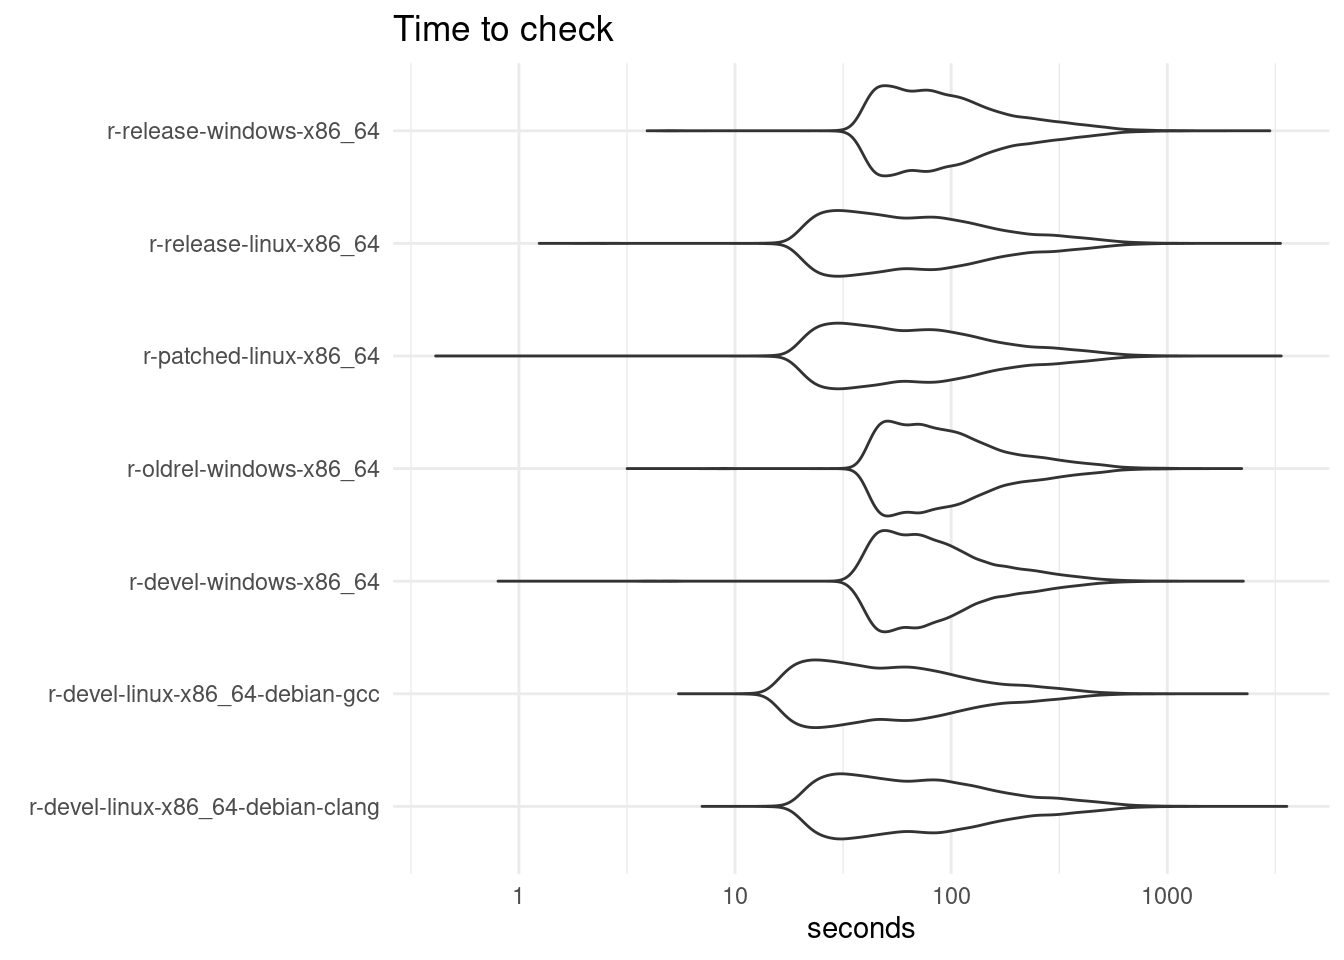 Time to check
r-release-windows-x86_64
r-release-linux-x86_64
r-patched-linux-x86_64
r-oldrel-windows-x86_64
r-devel-windows-x86_64
r-devel-linux-x86_64-debian-gcc
r-devel-linux-x86_64-debian-clang
1 10 100 1000
seconds